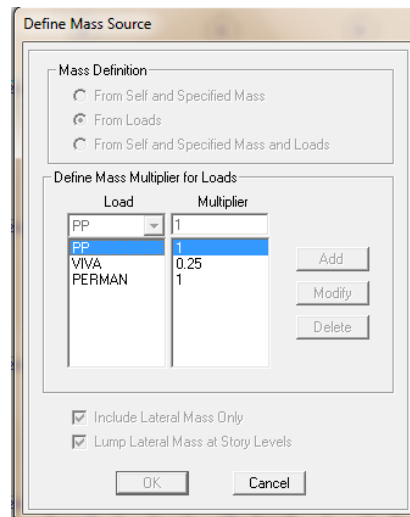 Define Mass Source
Mass Definition
From Self and Specified Mass
From Loads
From Self and Specified Mass and Loads
Define Mass Multiplier for Loads
Load Multiplier
PP 1
PP 1
VIVA 0.25
PERMAN 1
Add
Modify
Delete
Include Lateral Mass Only
Lump Lateral Mass at Story Levels
OK Cancel